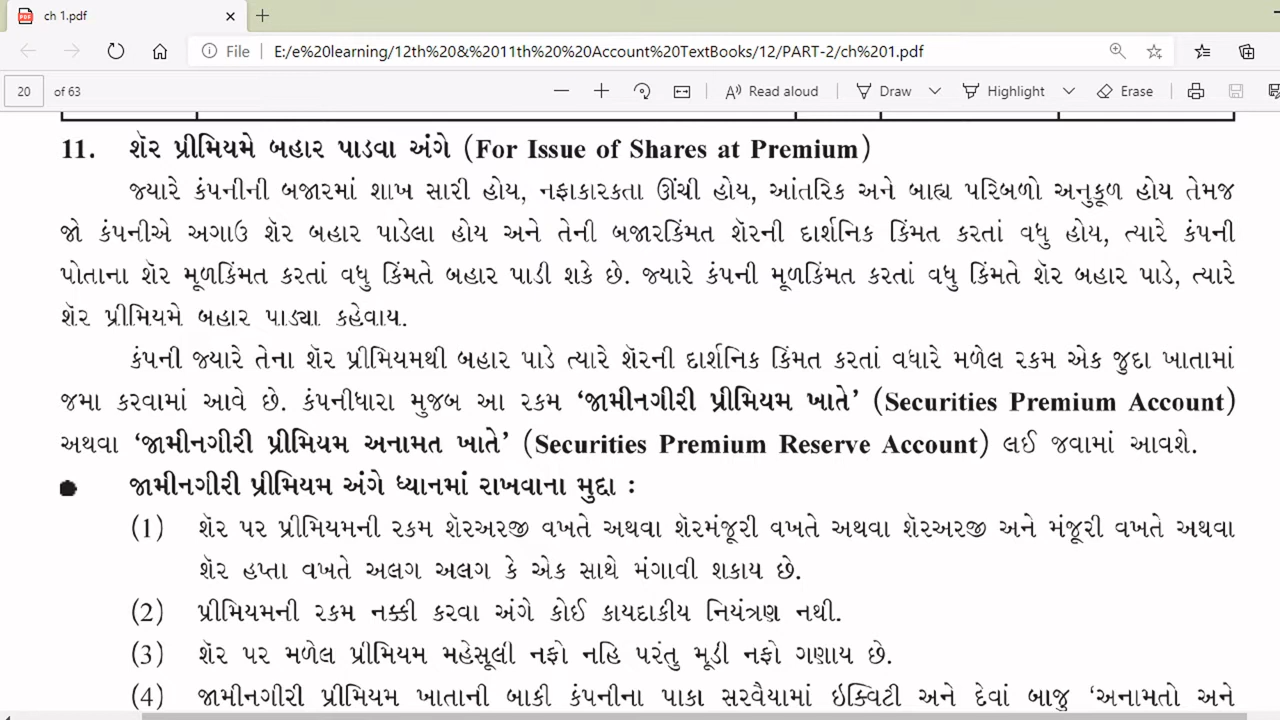 ch 1.pdf
File E:/e%20learning/12th%20&%2011th%20%20Account%20TextBooks/12/PART-2/ch%201.pdf
20 of 63 Read aloud Draw Highlight Erase
11. શૅર પ્રીમિયમે બહાર પાડવા અંગે (For Issue of Shares at Premium)
જ્યારે કંપનીની બજારમાં શાખ સારી હોય, નફાકારકતા ઊંચી હોય, આંતરિક અને બાહ્ય પરિબળો અનુકૂળ હોય તેમજ
જો કંપનીએ અગાઉ શૅર બહાર પાડેલા હોય અને તેની બજારકિંમત શૅરની દાર્શનિક કિંમત કરતાં વધુ હોય, ત્યારે કંપની
પોતાના શૅર મૂળકિંમત કરતાં વધુ કિંમતે બહાર પાડી શકે છે. જ્યારે કંપની મૂળકિંમત કરતાં વધુ કિંમતે શૅર બહાર પાડે, ત્યારે
શૅર પ્રીમિયમે બહાર પાડ્યા કહેવાય.
કંપની જ્યારે તેના શૅર પ્રીમિયમથી બહાર પાડે ત્યારે શૅરની દાર્શનિક કિંમત કરતાં વધારે મળેલ રકમ એક જુદા ખાતામાં
જમા કરવામાં આવે છે. કંપનીધારા મુજબ આ રકમ ‘જામીનગીરી પ્રીમિયમ ખાતે’ (Securities Premium Account)
અથવા ‘જામીનગીરી પ્રીમિયમ અનામત ખાતે’ (Securities Premium Reserve Account) લઈ જવામાં આવશે.
● જામીનગીરી પ્રીમિયમ અંગે ધ્યાનમાં રાખવાના મુદ્દા :
(1) શૅર પર પ્રીમિયમની રકમ શૅરઅરજી વખતે અથવા શૅરમંજૂરી વખતે અથવા શૅરઅરજી અને મંજૂરી વખતે અથવા
શૅર હપ્તા વખતે અલગ અલગ કે એક સાથે મંગાવી શકાય છે.
(2) પ્રીમિયમની રકમ નક્કી કરવા અંગે કોઈ કાયદાકીય નિયંત્રણ નથી.
(3) શૅર પર મળેલ પ્રીમિયમ મહેસૂલી નફો નહિ પરંતુ મૂડી નફો ગણાય છે.
(4) જામીનગીરી પ્રીમિયમ ખાતાની બાકી કંપનીના પાકા સરવૈયામાં ઇક્વિટી અને દેવાં બાજુ ‘અનામતો અને